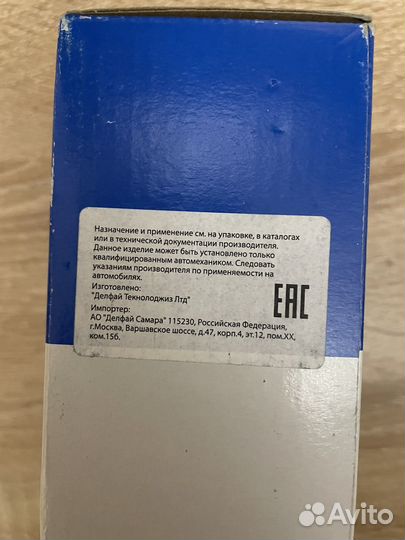 Назначение и применение см. на упаковке, в каталогах
или в технической документации производителя.
Данное изделие может быть установлено только
квалифицированным автомехаником. Следовать
указаниям производителя по применяемости на
автомобилях.
Изготовлено:
"Делфай Текнолоджиз Лтд"
Импортер:
АО "Делфай Самара" 115230, Российская Федерация,
г.Москва, Варшавское шоссе, д.47, корп.4, эт.12, пом.XX,
ком.15б.
EAC
Avito